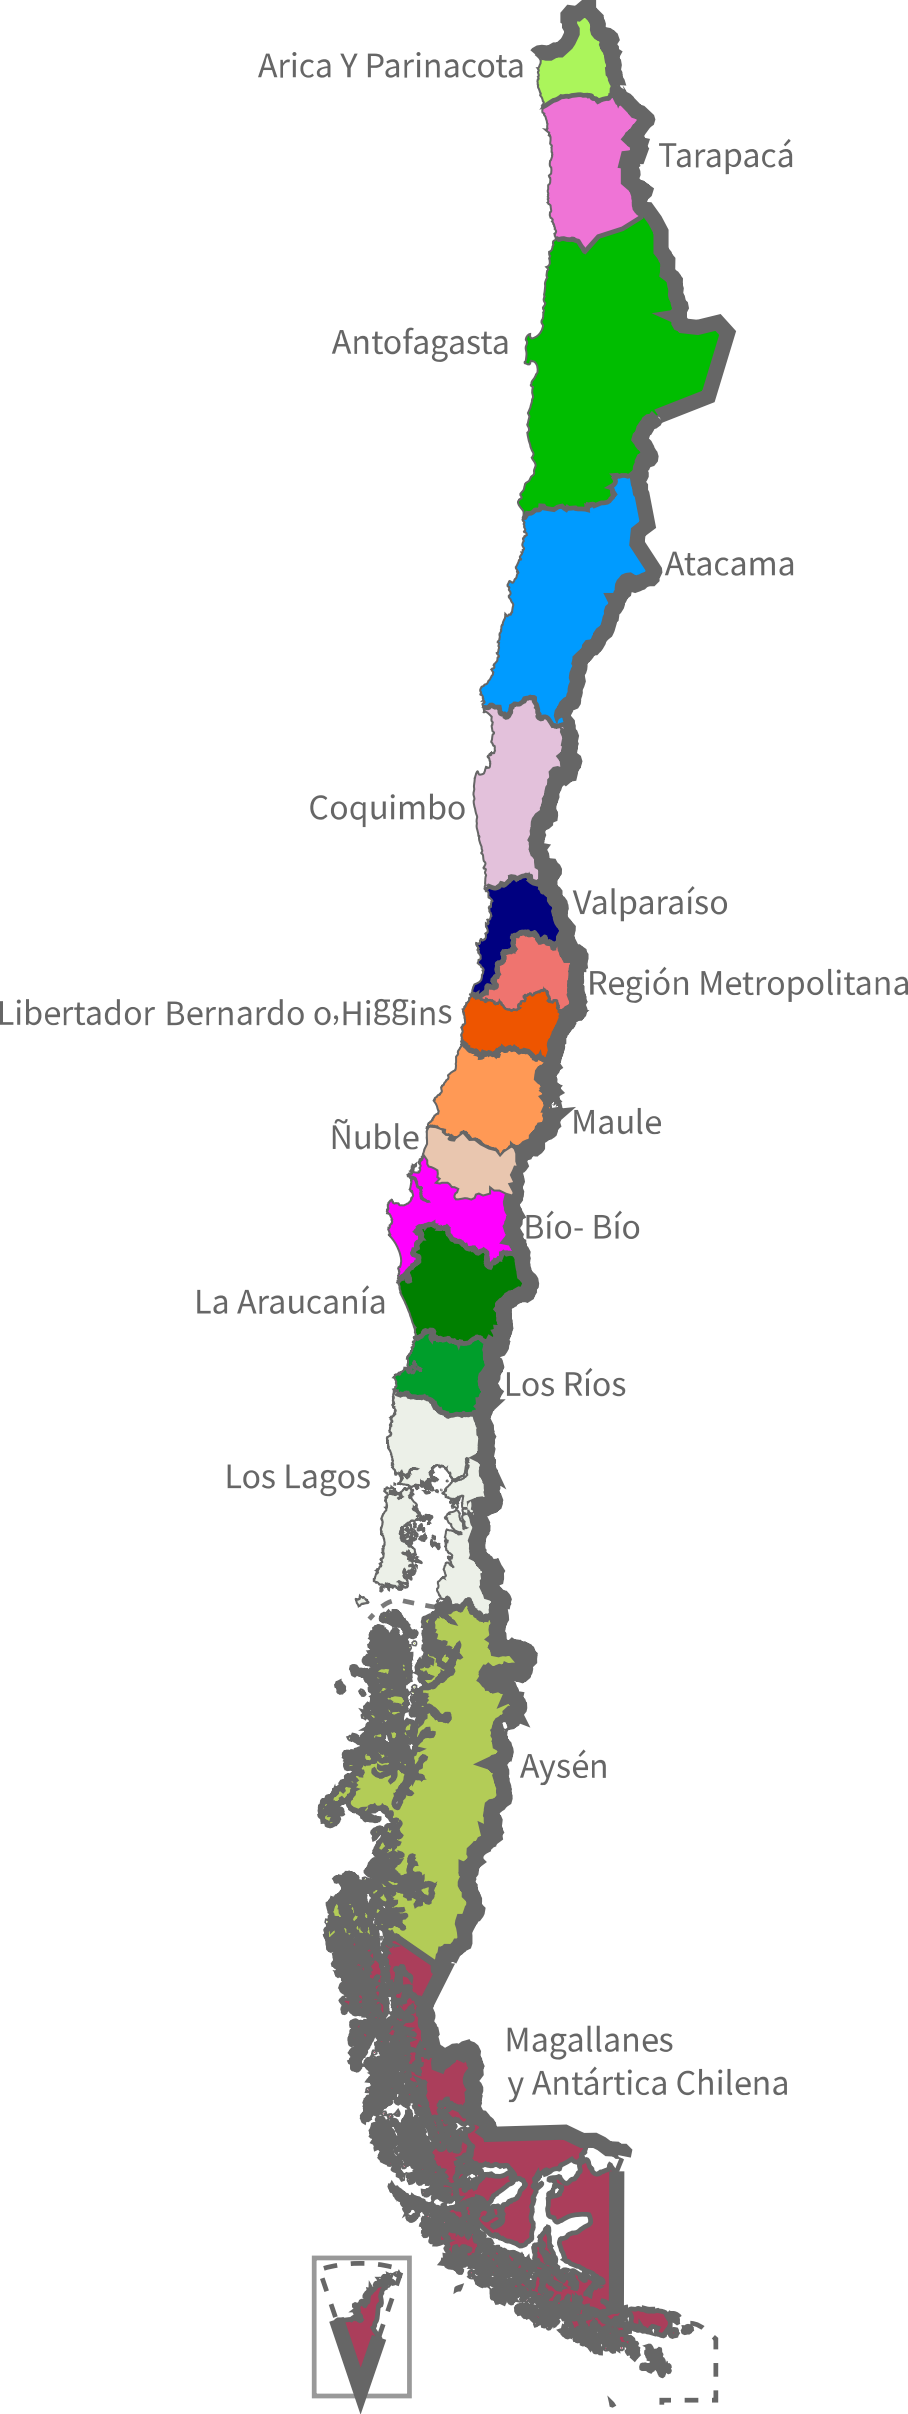 Arica Y Parinacota
Tarapacá
Antofagasta
Atacama
Coquimbo
Valparaíso
Región Metropolitana
Libertador Bernardo o,Higgins
Maule
Ñuble
Bío- Bío
La Araucanía
Los Ríos
Los Lagos
Aysén
Magallanes
y Antártica Chilena